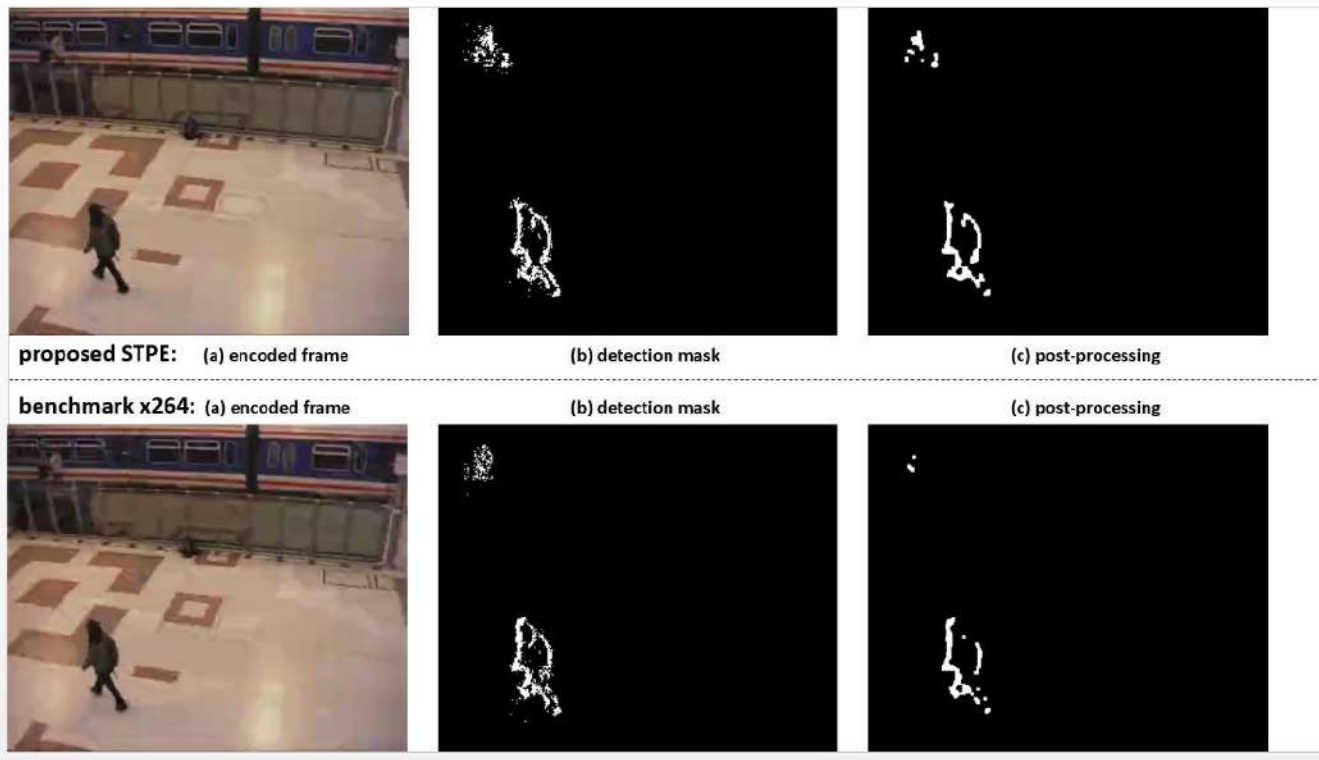 proposed STPE: (a) encoded frame (b) detection mask (c) post-processing
benchmark x264: (a) encoded frame (b) detection mask (c) post-processing